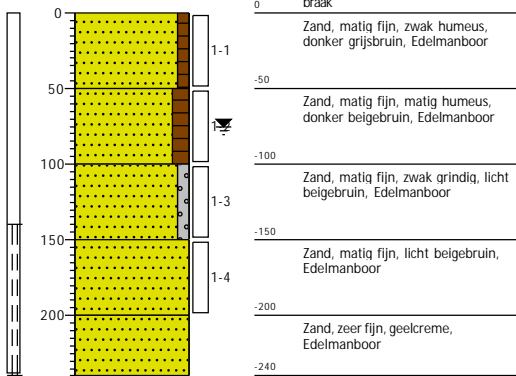 0
braak
0
Zand, matig fijn, zwak humeus,
donker grijsbruin, Edelmanboor
1-1
50
-50
Zand, matig fijn, matig humeus,
donker beigebruin, Edelmanboor
100
-100
Zand, matig fijn, zwak grindig, licht
beigebruin, Edelmanboor
1-3
150
-150
Zand, matig fijn, licht beigebruin,
Edelmanboor
1-4
200
-200
Zand, zeer fijn, geelcreme,
Edelmanboor
-240